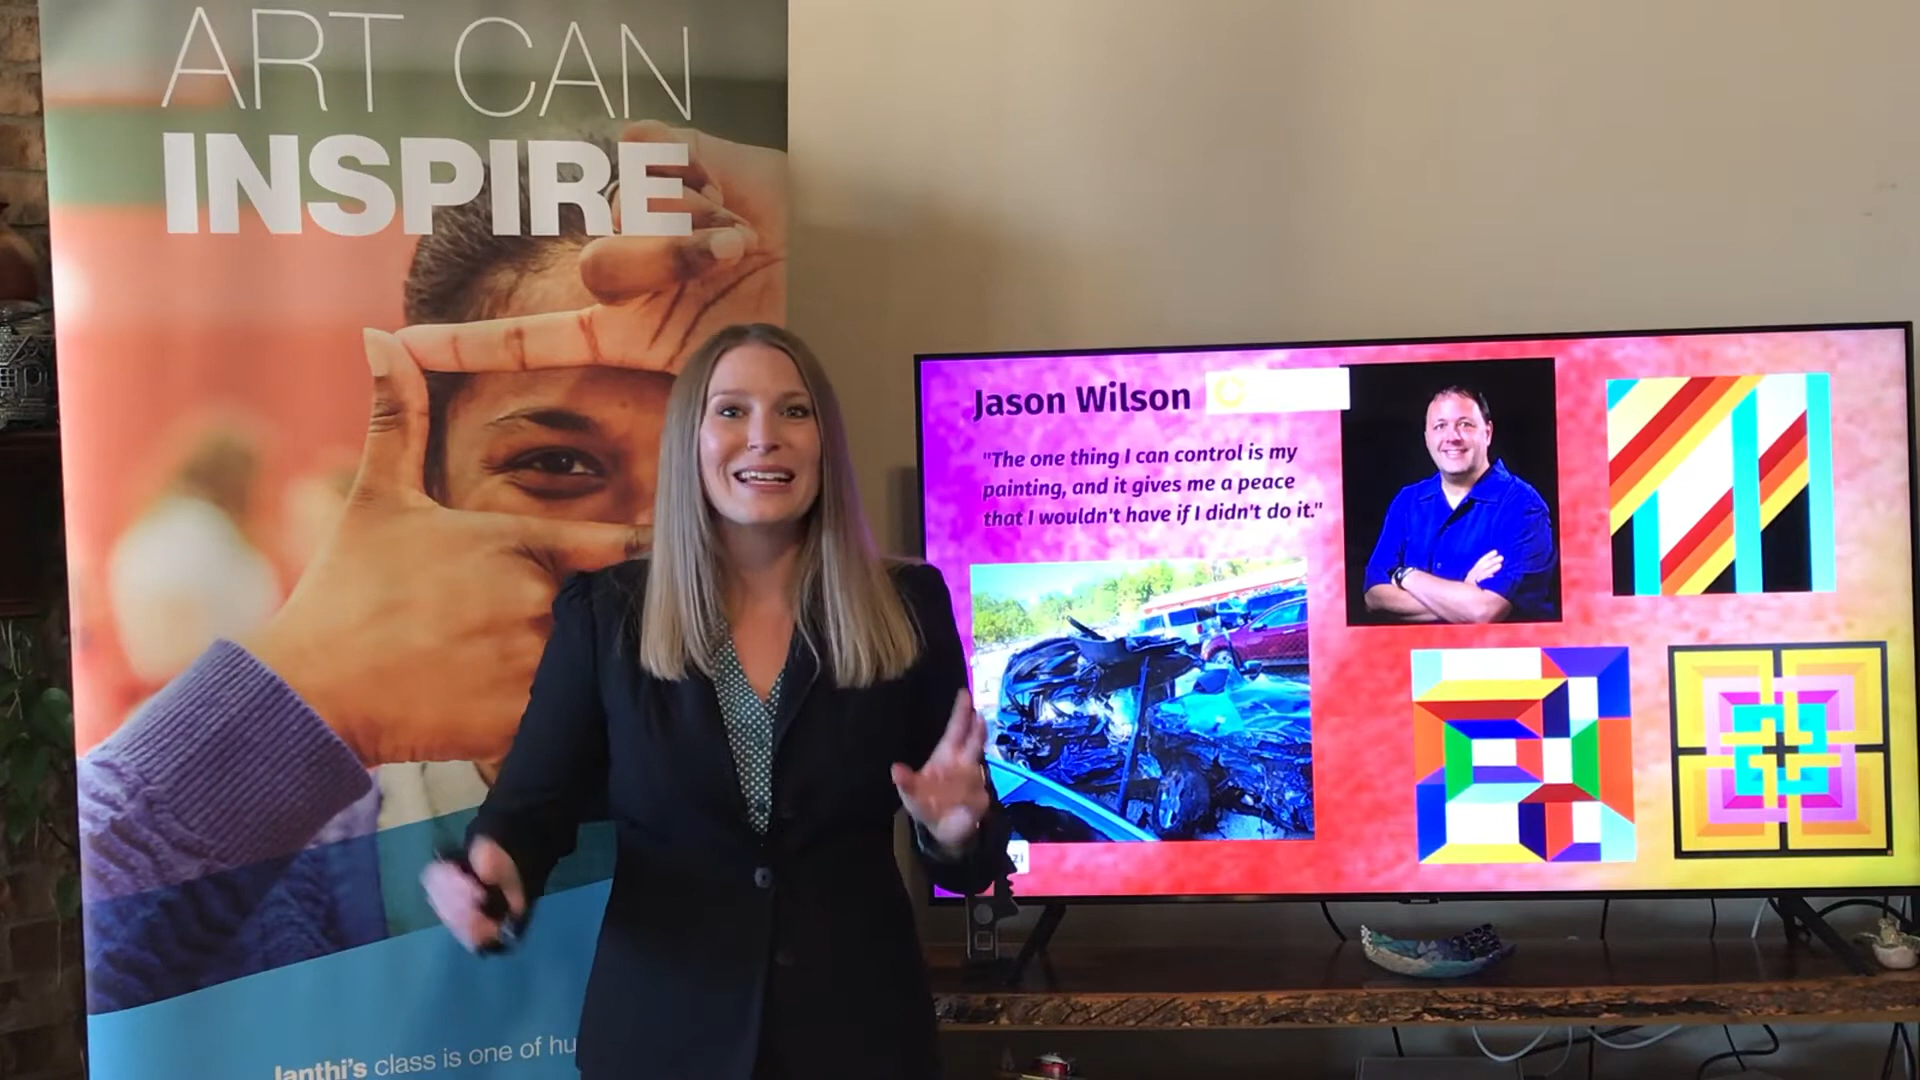 ART CAN
INSPIRE
Janthi's class is one of hu
Jason Wilson
"The one thing I can control is my
painting, and it gives me a peace
that I wouldn't have if I didn't do it."
zi